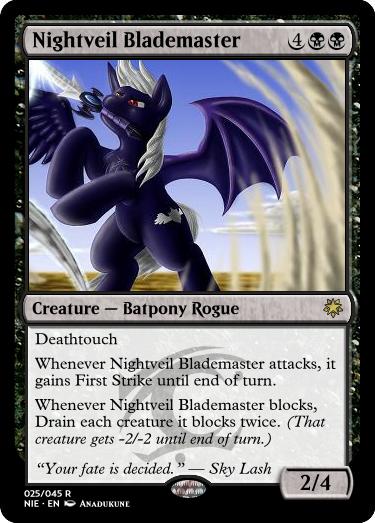 Nightveil Blademaster 4
Creature — Batpony Rogue
Deathtouch
Whenever Nightveil Blademaster attacks, it
gains First Strike until end of turn.
Whenever Nightveil Blademaster blocks,
Drain each creature it blocks twice. (That
creature gets -2/-2 until end of turn.)
“Your fate is decided.” — Sky Lash
2/4
025/045 R
NIE • EN Anadukune